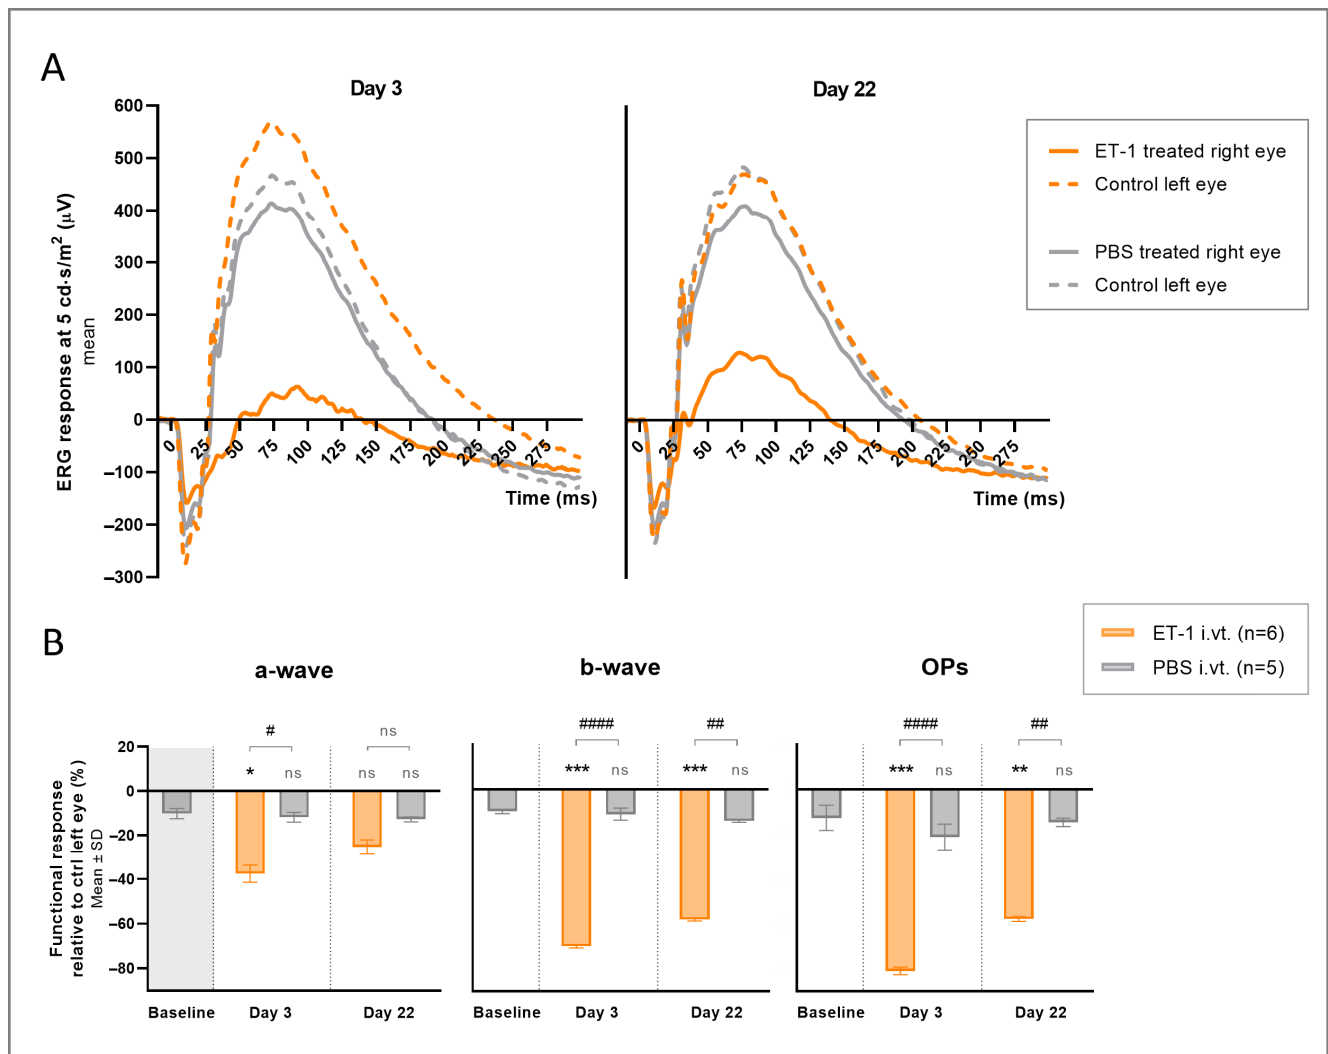 A
Day 3
Day 22
600
500
400
300
200
100
0
–100
–200
–300
ERG response at 5 cd·s/m² (µV)
mean
0 25 50 75 100 125 150 175 200 225 250 275
Time (ms)
0 25 50 75 100 125 150 175 200 225 250 275
Time (ms)
ET-1 treated right eye
Control left eye
PBS treated right eye
Control left eye
B
ET-1 i.vt. (n=6)
PBS i.vt. (n=5)
a-wave
b-wave
OPs
# ns #### ## #### ##
* ns ns ns *** ns *** ns *** ns ** ns
20
0
–20
–40
–60
–80
Functional response
relative to ctrl left eye (%)
Mean ± SD
Baseline Day 3 Day 22
Baseline Day 3 Day 22
Baseline Day 3 Day 22